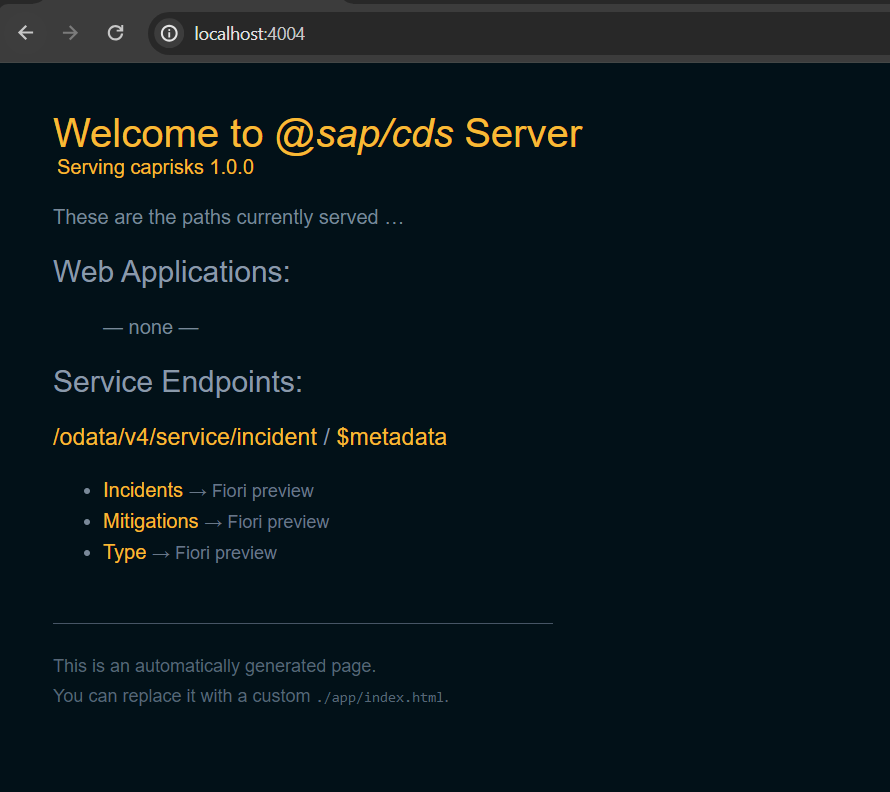 localhost:4004
Welcome to @sap/cds Server
Serving caprisks 1.0.0
These are the paths currently served …
Web Applications:
— none —
Service Endpoints:
/odata/v4/service/incident / $metadata
Incidents → Fiori preview
Mitigations → Fiori preview
Type → Fiori preview
This is an automatically generated page.
You can replace it with a custom ./app/index.html.